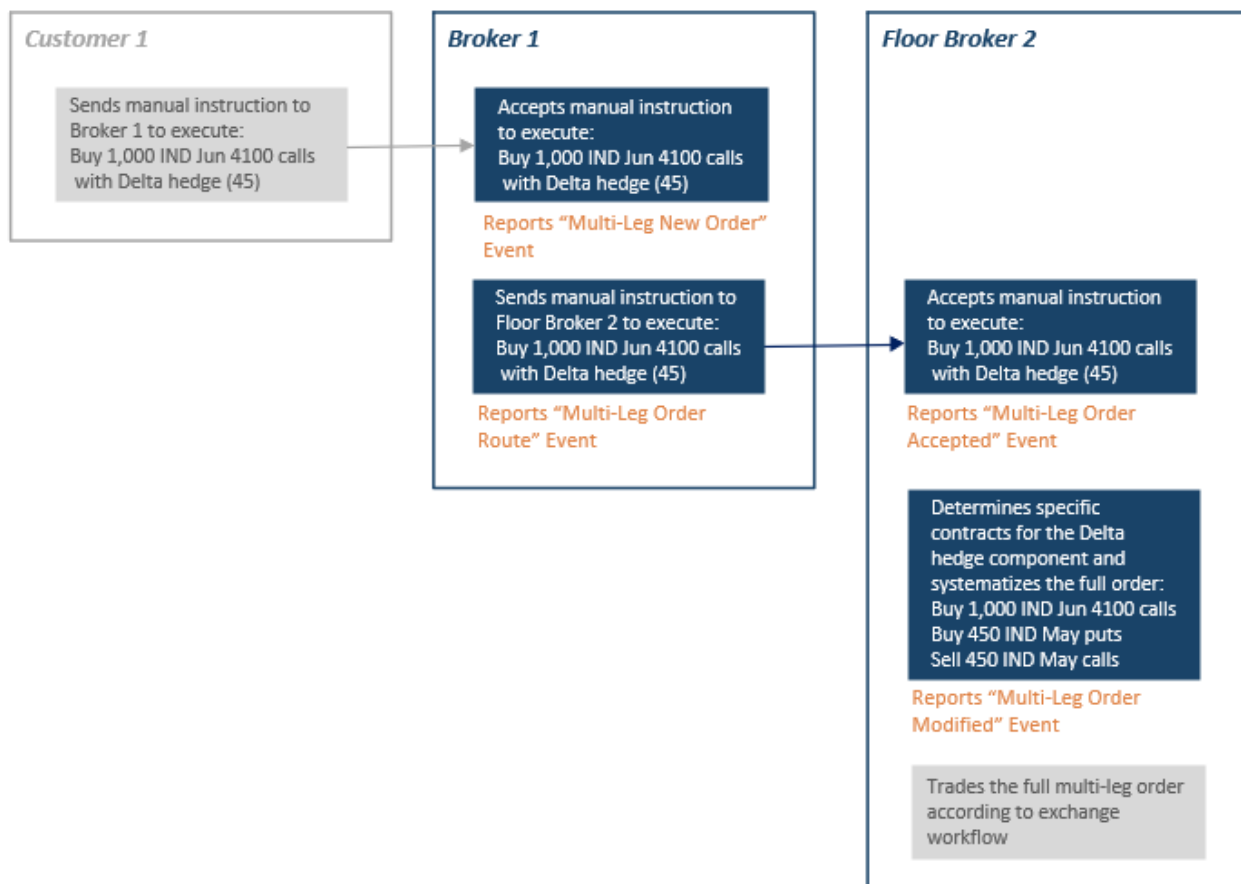 Customer 1
Sends manual instruction to
Broker 1 to execute:
Buy 1,000 IND Jun 4100 calls
with Delta hedge (45)
Broker 1
Accepts manual instruction
to execute:
Buy 1,000 IND Jun 4100 calls
with Delta hedge (45)
Reports “Multi-Leg New Order”
Event
Sends manual instruction to
Floor Broker 2 to execute:
Buy 1,000 IND Jun 4100 calls
with Delta hedge (45)
Reports “Multi-Leg Order
Route” Event
Floor Broker 2
Accepts manual instruction
to execute:
Buy 1,000 IND Jun 4100 calls
with Delta hedge (45)
Reports “Multi-Leg Order
Accepted” Event
Determines specific
contracts for the Delta
hedge component and
systematizes the full order:
Buy 1,000 IND Jun 4100 calls
Buy 450 IND May puts
Sell 450 IND May calls
Reports “Multi-Leg Order
Modified” Event
Trades the full multi-leg order
according to exchange
workflow